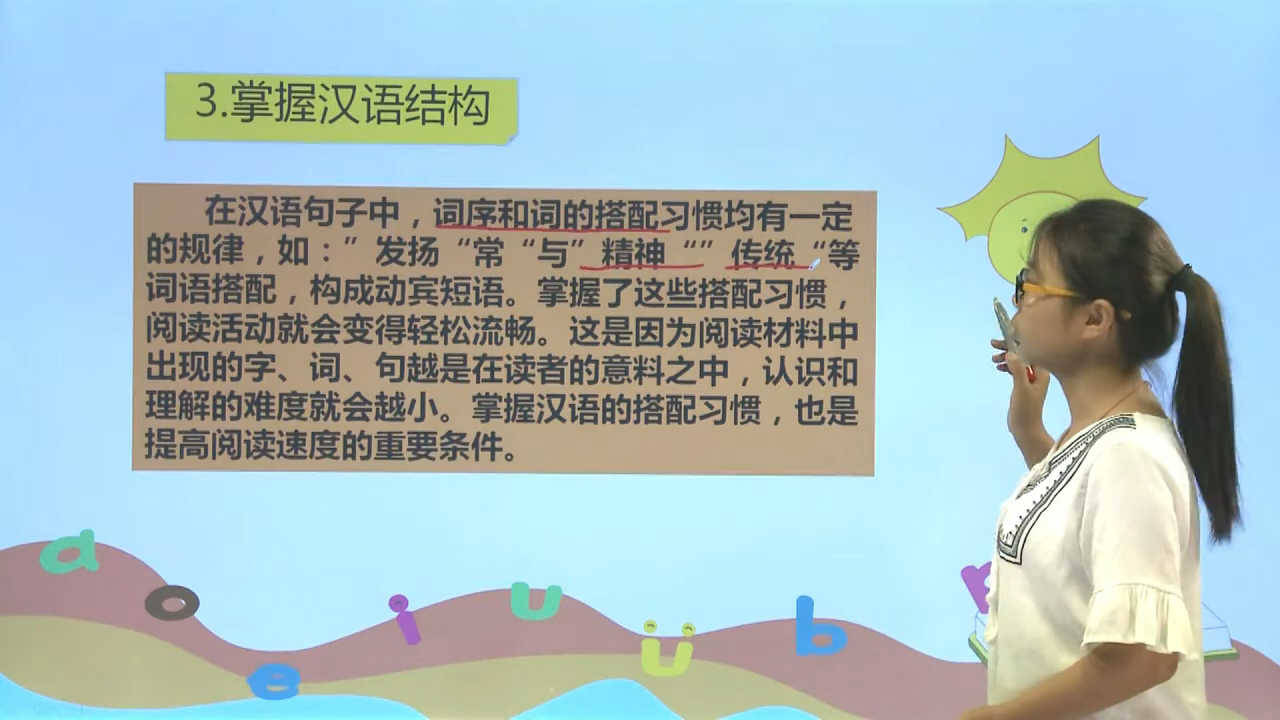 3.掌握汉语结构
在汉语句子中，词序和词的搭配习惯均有一定
的规律，如：”发扬“常“与”精神“”传统“等
词语搭配，构成动宾短语。掌握了这些搭配习惯，
阅读活动就会变得轻松流畅。这是因为阅读材料中
出现的字、词、句越是在读者的意料之中，认识和
理解的难度就会越小。掌握汉语的搭配习惯，也是
提高阅读速度的重要条件。
a
o
e
i
u
ü
b